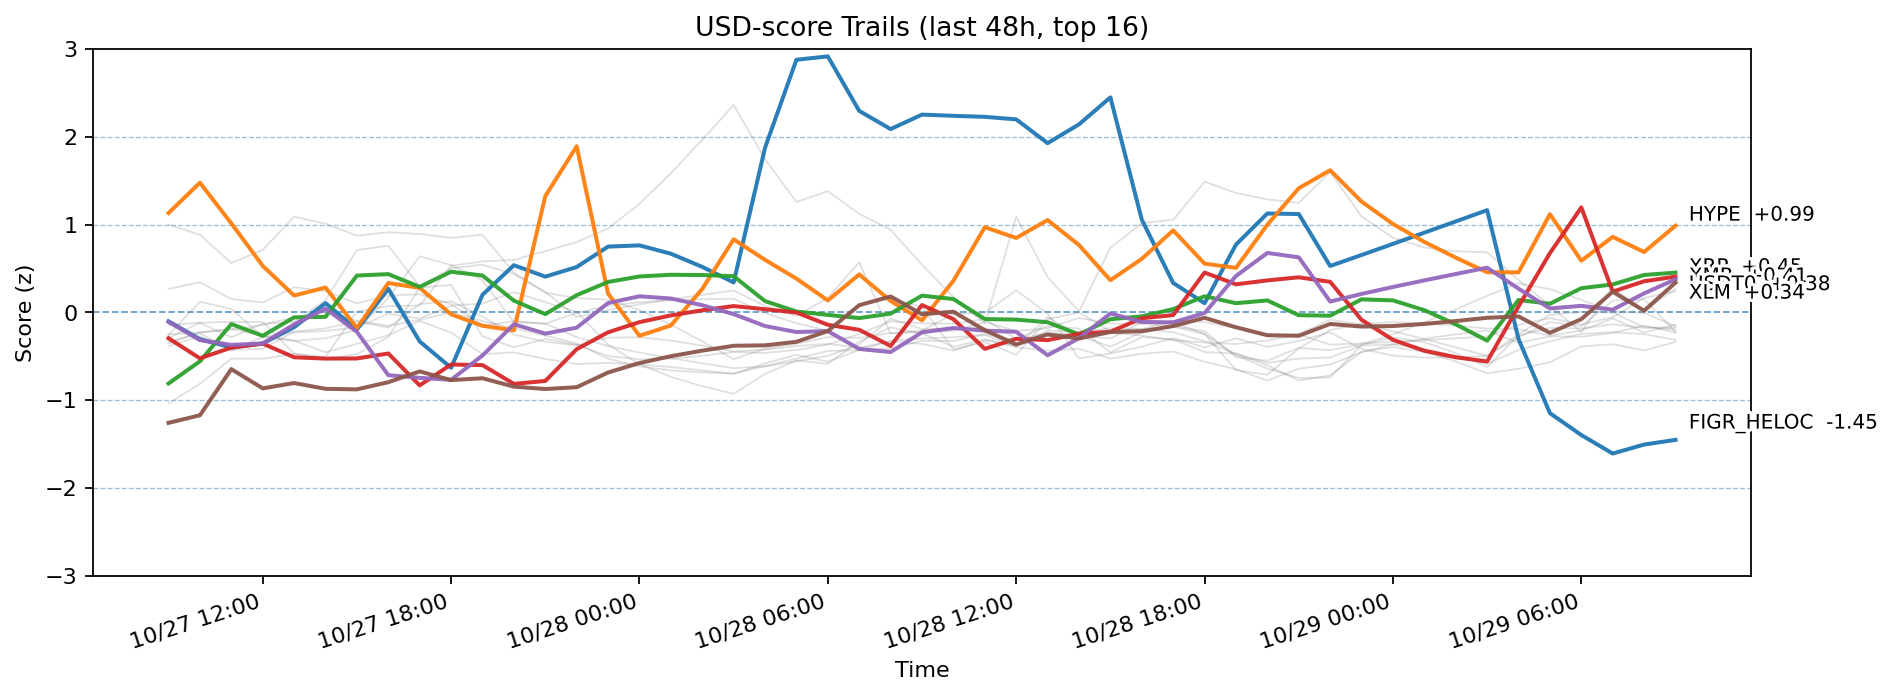 USD-score Trails (last 48h, top 16)
Score (z)
3
2
1
0
−1
−2
−3
HYPE +0.99
XRP +0.45
XLM +0.34
FIGR_HELOC -1.45
10/27 12:00
10/27 18:00
10/28 00:00
10/28 06:00
10/28 12:00
10/28 18:00
10/29 00:00
10/29 06:00
Time